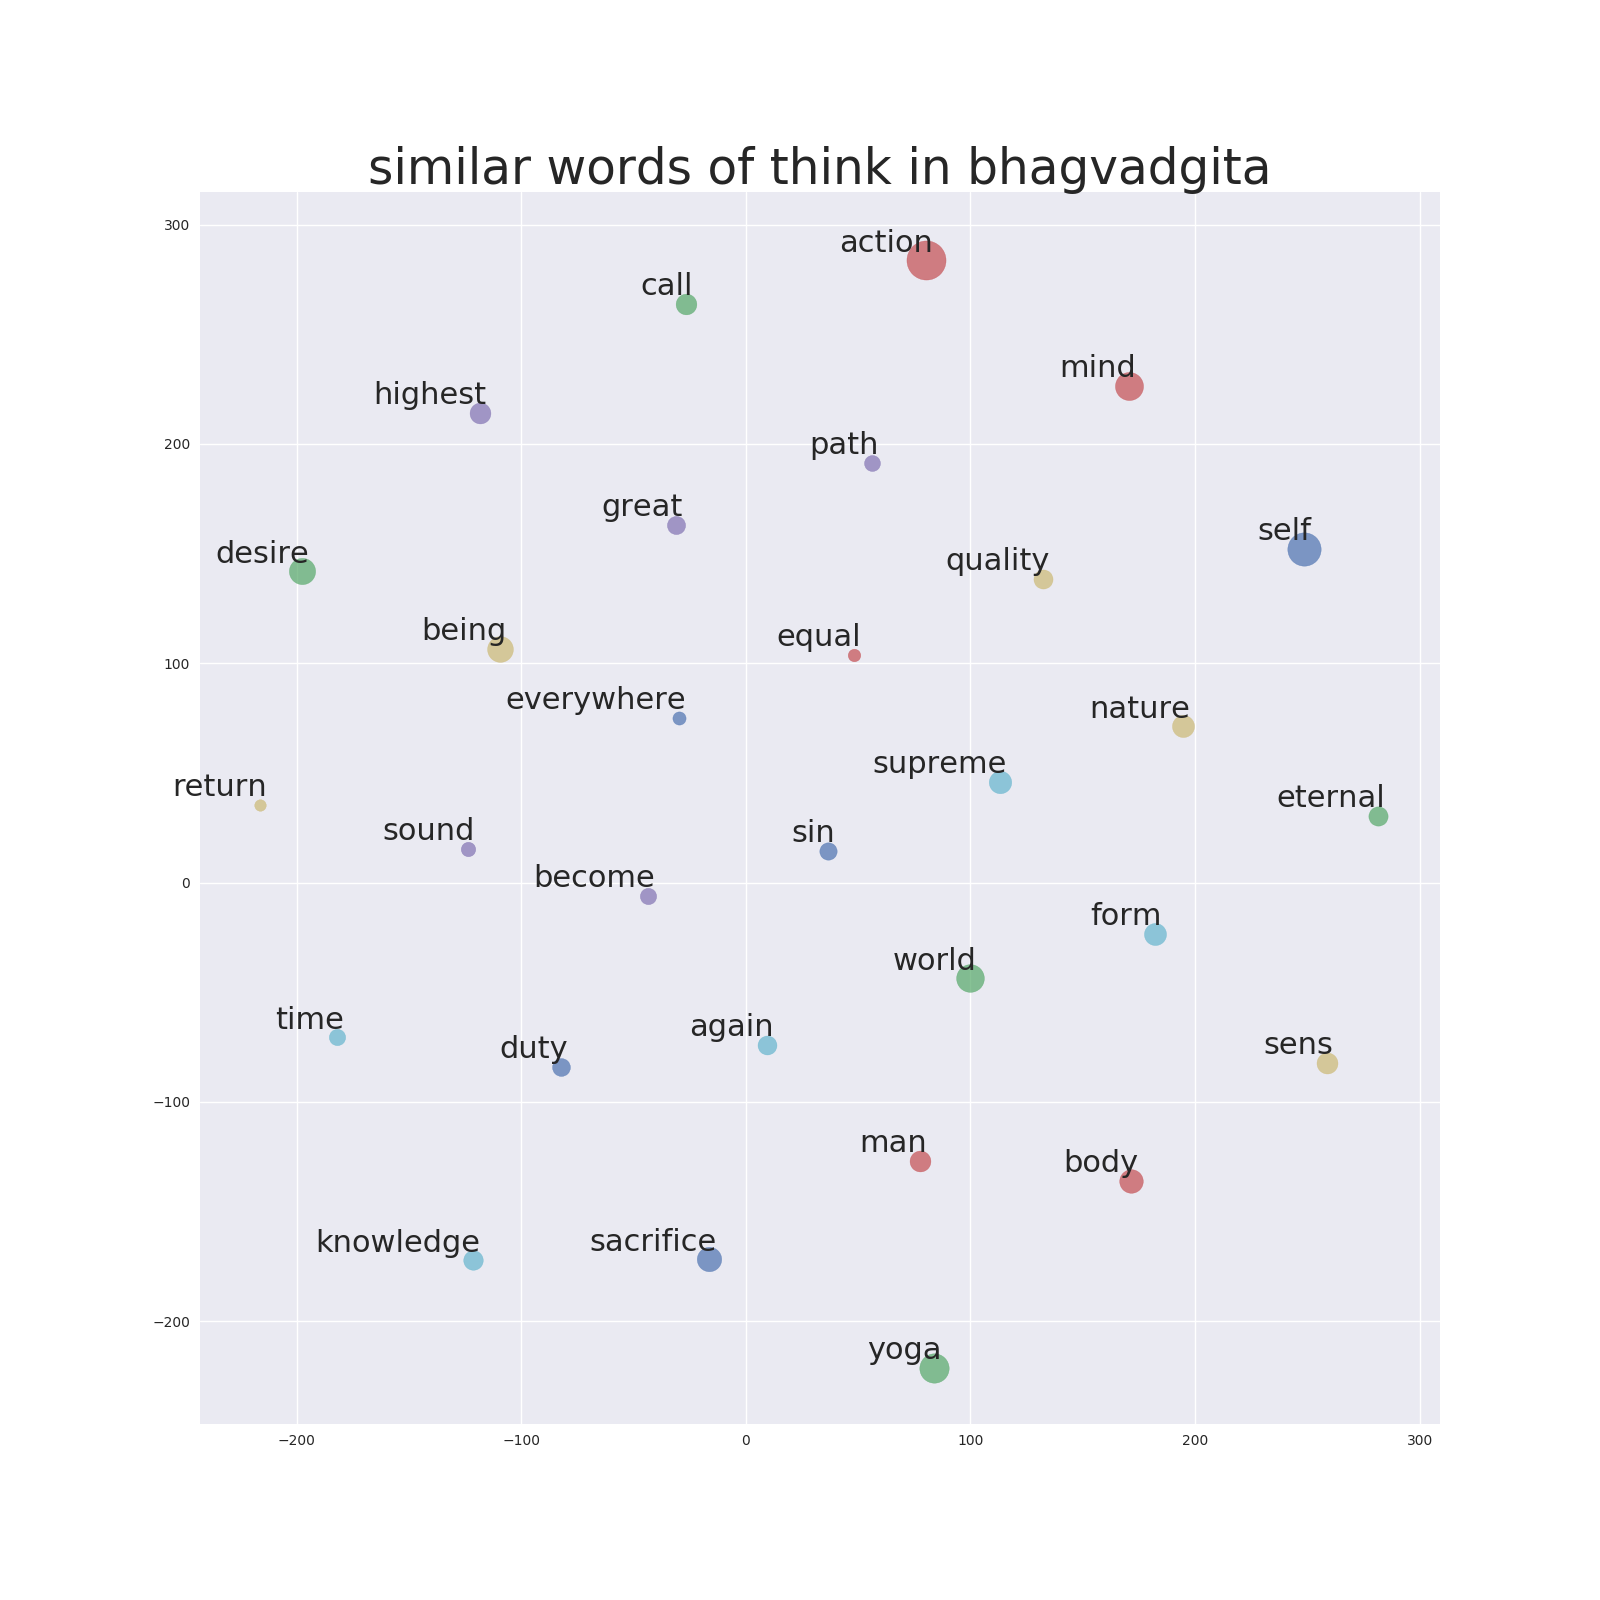 similar words of think in bhagvadgita
300
action
call
mind
highest
200
path
great
self
desire
quality
being
equal
100
everywhere
nature
supreme
return
eternal
sound
sin
become
0
form
world
time
again
duty
sens
−100
man
body
knowledge
sacrifice
−200
yoga
−200
−100
0
100
200
300